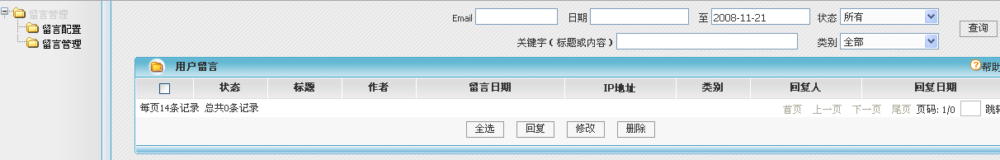 留言管理
留言配置
留言管理
Email 日期 至 2008-11-21 状态 所有
查询
关键字(标题或内容) 类别 全部
用户留言 帮助
状态 标题 作者 留言日期 IP地址 类别 回复人 回复日期
每页14条记录 总共0条记录 首页 上一页 下一页 尾页 页码: 1/0 跳转
全选 回复 修改 删除